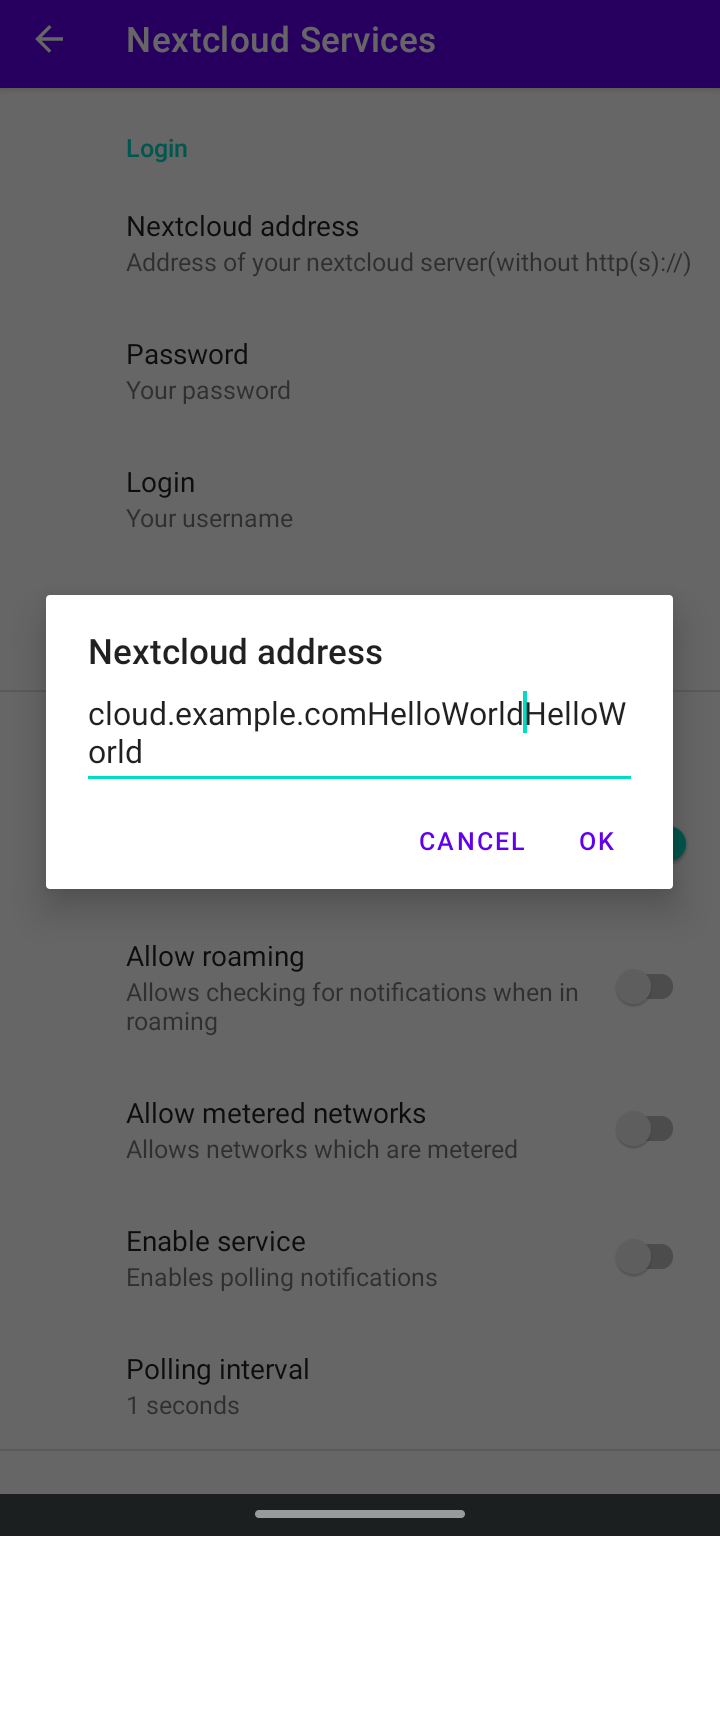 Nextcloud Services
Login
Nextcloud address
Address of your nextcloud server(without http(s)://)
Password
Your password
Login
Your username
Nextcloud address
cloud.example.comHelloWorldHelloW
orld
CANCEL OK
Allow roaming
Allows checking for notifications when in
roaming
Allow metered networks
Allows networks which are metered
Enable service
Enables polling notifications
Polling interval
1 seconds